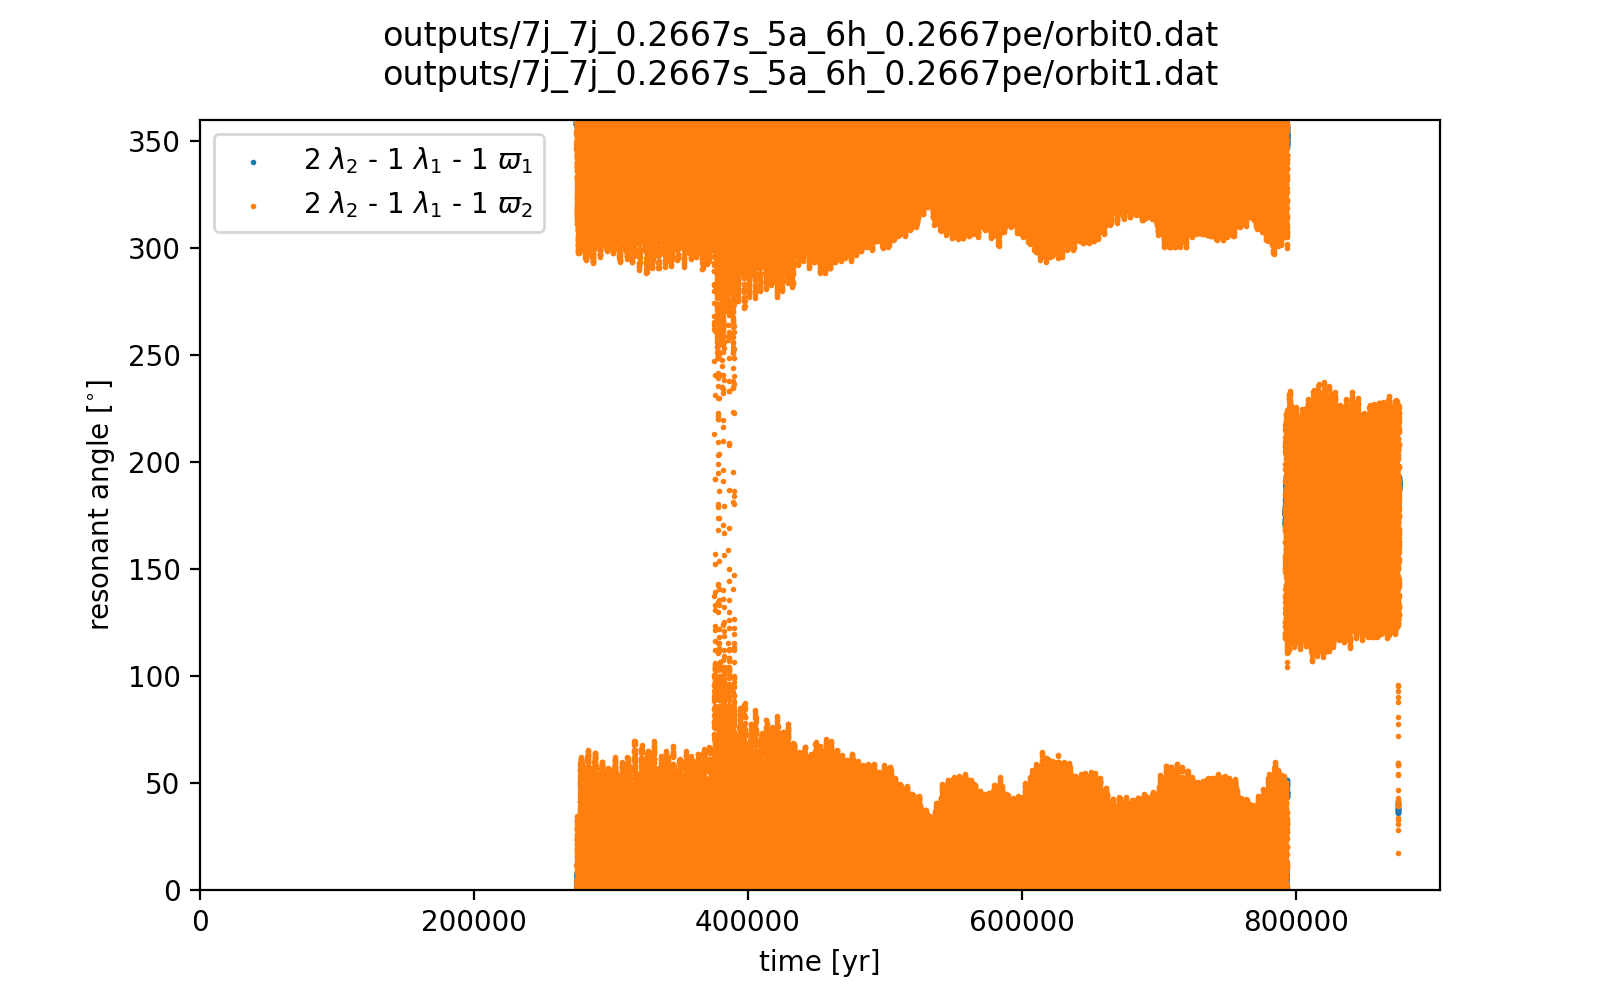 outputs/7j_7j_0.2667s_5a_6h_0.2667pe/orbit0.dat
outputs/7j_7j_0.2667s_5a_6h_0.2667pe/orbit1.dat
2 λ₂ - 1 λ₁ - 1 ϖ₁
2 λ₂ - 1 λ₁ - 1 ϖ₂
350
300
250
200
150
100
50
0
resonant angle [°]
0 200000 400000 600000 800000
time [yr]